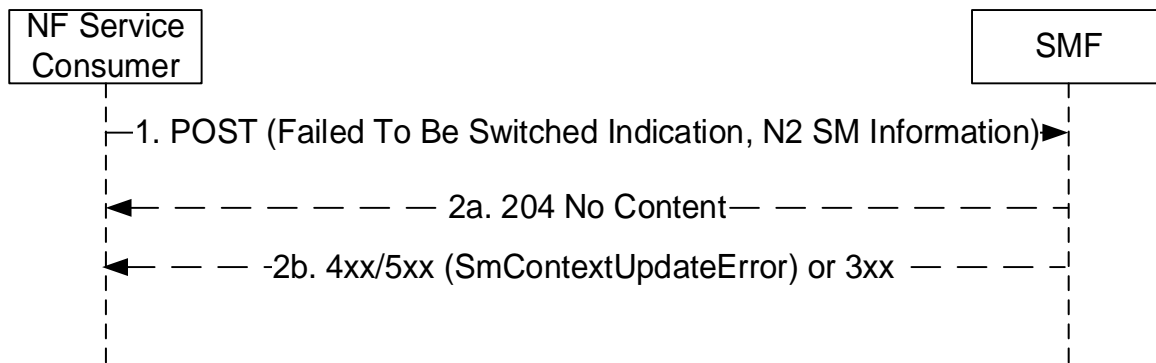 NF Service
Consumer
SMF
1. POST (Failed To Be Switched Indication, N2 SM Information)
2a. 204 No Content
2b. 4xx/5xx (SmContextUpdateError) or 3xx